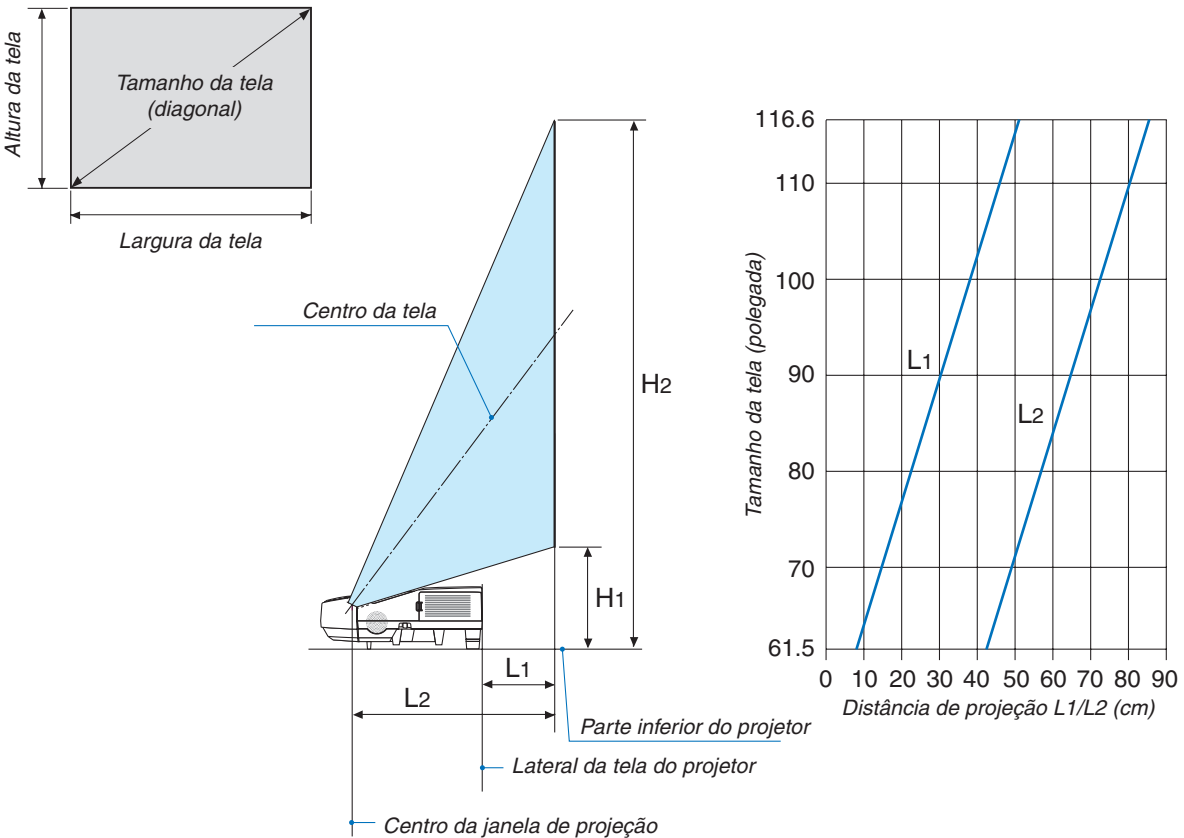 Altura da tela
Tamanho da tela
(diagonal)
Largura da tela
Centro da tela
H2
H1
L1
L2
Parte inferior do projetor
Lateral da tela do projetor
Centro da janela de projeção
Tamanho da tela (polegada)
116.6
110
100
90
80
70
61.5
L1
L2
0 10 20 30 40 50 60 70 80 90
Distância de projeção L1/L2 (cm)